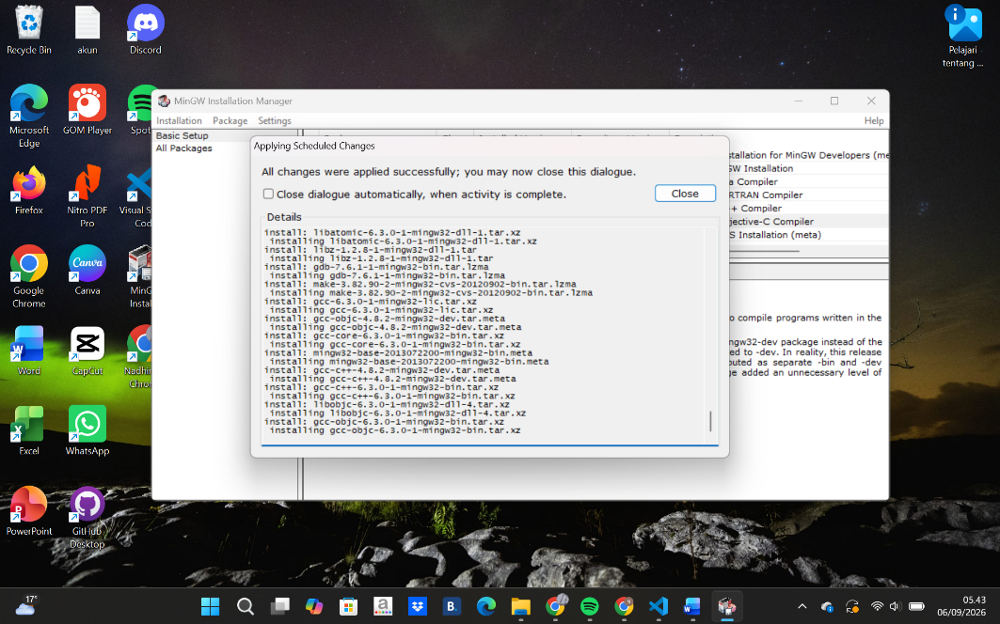 Recycle Bin
akun
Discord
Pelajari
tentang ...
Microsoft
Edge
GOM Player
Spot
Firefox
Nitro PDF
Pro
Visual S
Cod
Google
Chrome
Canva
MinG
Instal
Word
CapCut
Nadhi
Chro
Excel
WhatsApp
PowerPoint
GitHub
Desktop
MinGW Installation Manager
Installation Package Settings
Help
Basic Setup
All Packages
stallation for MinGW Developers (me
GW Installation
a Compiler
RTRAN Compiler
++ Compiler
jective-C Compiler
S Installation (meta)
o compile programs written in the
ngw32-dev package instead of the
ed to -dev. In reality, this release
outed as separate -bin and -dev
ge added an unnecessary level of
Applying Scheduled Changes
All changes were applied successfully; you may now close this dialogue.
Close dialogue automatically, when activity is complete.
Close
Details
install: libatomic-6.3.0-1-mingw32-dll-1.tar.xz
installing libatomic-6.3.0-1-mingw32-dll-1.tar.xz
install: libz-1.2.8-1-mingw32-dll-1.tar
installing libz-1.2.8-1-mingw32-dll-1.tar
install: gdb-7.6.1-1-mingw32-bin.tar.lzma
installing gdb-7.6.1-1-mingw32-bin.tar.lzma
install: make-3.82.90-2-mingw32-cvs-20120902-bin.tar.lzma
installing make-3.82.90-2-mingw32-cvs-20120902-bin.tar.lzma
install: gcc-6.3.0-1-mingw32-lic.tar.xz
installing gcc-6.3.0-1-mingw32-lic.tar.xz
install: gcc-objc-4.8.2-mingw32-dev.tar.meta
installing gcc-objc-4.8.2-mingw32-dev.tar.meta
install: gcc-core-6.3.0-1-mingw32-bin.tar.xz
installing gcc-core-6.3.0-1-mingw32-bin.tar.xz
install: mingw32-base-2013072200-mingw32-bin.meta
installing mingw32-base-2013072200-mingw32-bin.meta
install: gcc-c++-4.8.2-mingw32-dev.tar.meta
installing gcc-c++-4.8.2-mingw32-dev.tar.meta
install: gcc-c++-6.3.0-1-mingw32-bin.tar.xz
installing gcc-c++-6.3.0-1-mingw32-bin.tar.xz
install: libobjc-6.3.0-1-mingw32-dll-4.tar.xz
installing libobjc-6.3.0-1-mingw32-dll-4.tar.xz
install: gcc-objc-6.3.0-1-mingw32-bin.tar.xz
installing gcc-objc-6.3.0-1-mingw32-bin.tar.xz
17°
05.43
06/09/2026